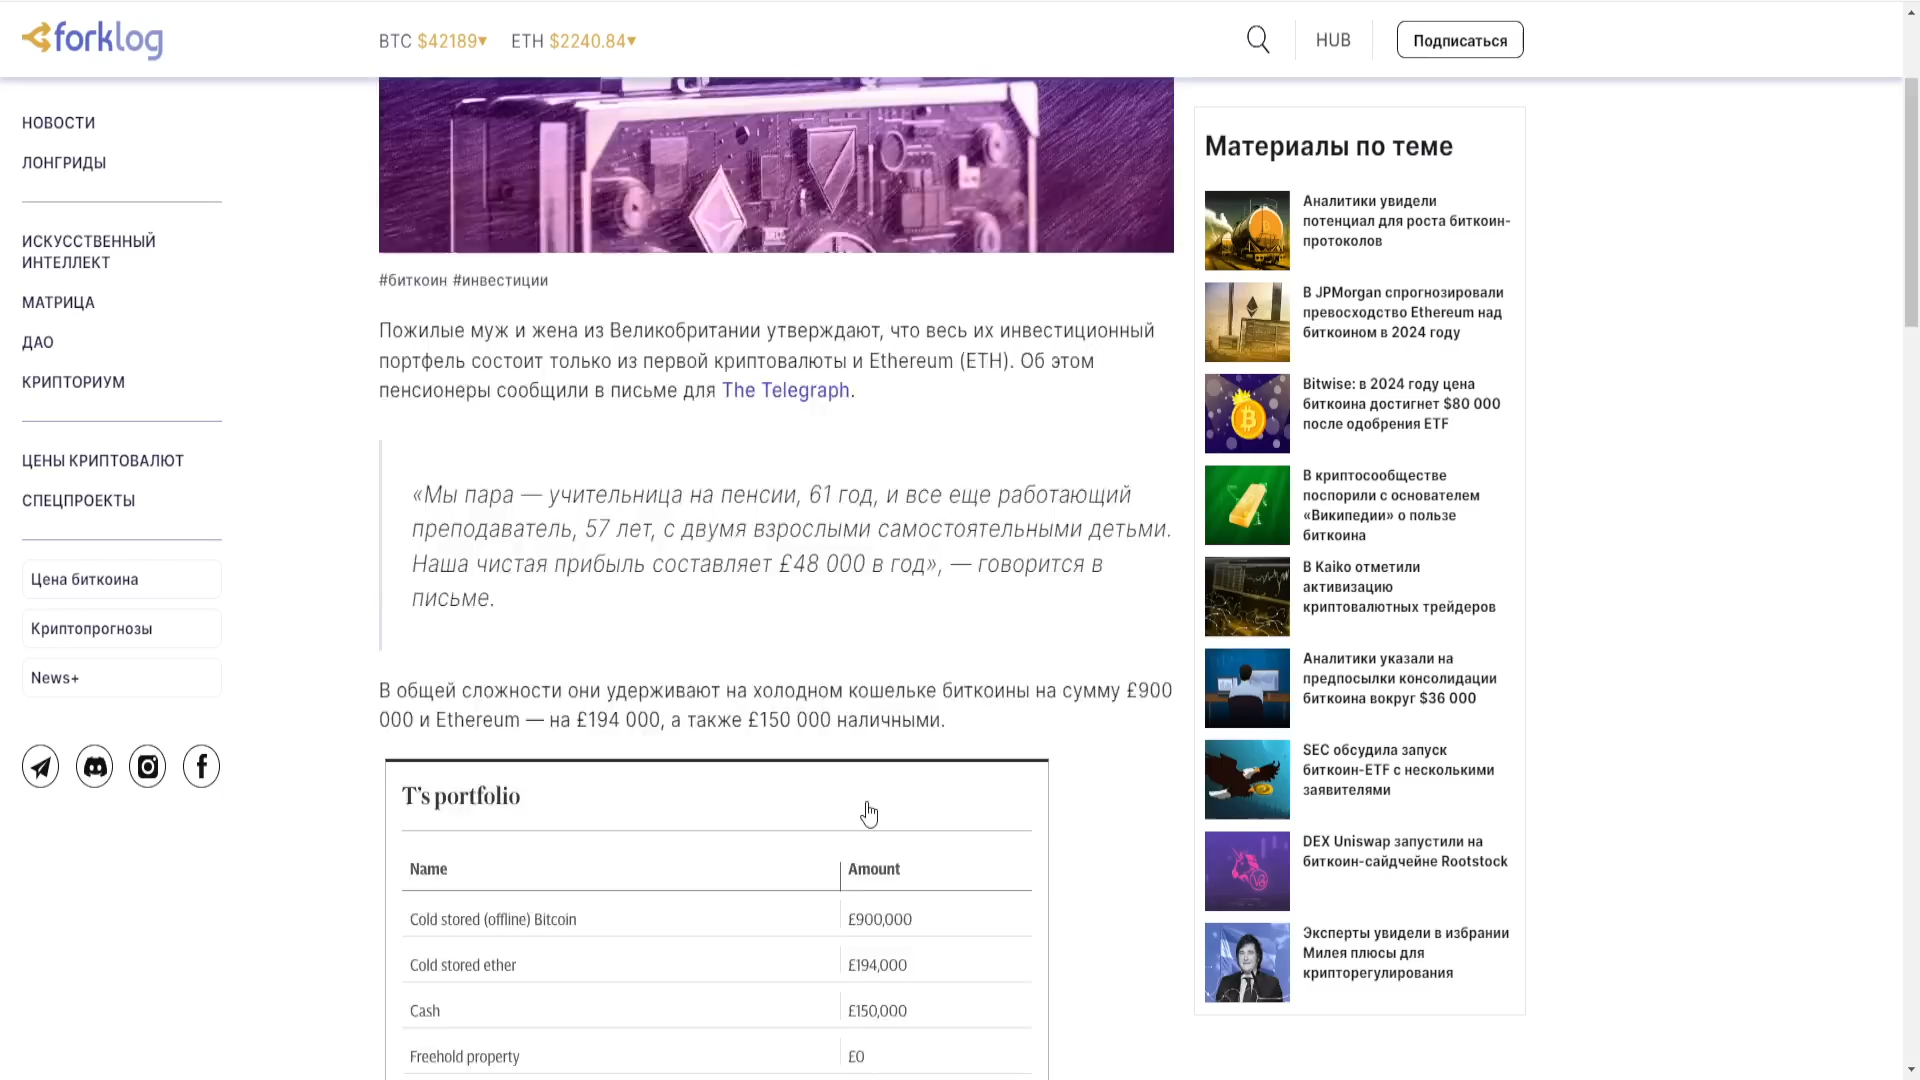 forklog
BTC $42189▾ ETH $2240.84▾
HUB
Подписаться
НОВОСТИ
ЛОНГРИДЫ
ИСКУССТВЕННЫЙ
ИНТЕЛЛЕКТ
МАТРИЦА
ДАО
КРИПТОРИУМ
ЦЕНЫ КРИПТОВАЛЮТ
СПЕЦПРОЕКТЫ
Цена биткоина
Криптопрогнозы
News+
#биткоин #инвестиции
Пожилые муж и жена из Великобритании утверждают, что весь их инвестиционный
портфель состоит только из первой криптовалюты и Ethereum (ETH). Об этом
пенсионеры сообщили в письме для The Telegraph.
«Мы пара — учительница на пенсии, 61 год, и все еще работающий
преподаватель, 57 лет, с двумя взрослыми самостоятельными детьми.
Наша чистая прибыль составляет £48 000 в год», — говорится в
письме.
В общей сложности они удерживают на холодном кошельке биткоины на сумму £900
000 и Ethereum — на £194 000, а также £150 000 наличными.
T's portfolio
Name Amount
Cold stored (offline) Bitcoin £900,000
Cold stored ether £194,000
Cash £150,000
Freehold property £0
Материалы по теме
Аналитики увидели
потенциал для роста биткоин-
протоколов
В JPMorgan спрогнозировали
превосходство Ethereum над
биткоином в 2024 году
Bitwise: в 2024 году цена
биткоина достигнет $80 000
после одобрения ETF
В криптосообществе
поспорили с основателем
«Википедии» о пользе
биткоина
В Kaiko отметили
активизацию
криптовалютных трейдеров
Аналитики указали на
предпосылки консолидации
биткоина вокруг $36 000
SEC обсудила запуск
биткоин-ETF с несколькими
заявителями
DEX Uniswap запустили на
биткоин-сайдчейне Rootstock
Эксперты увидели в избрании
Милея плюсы для
крипторегулирования